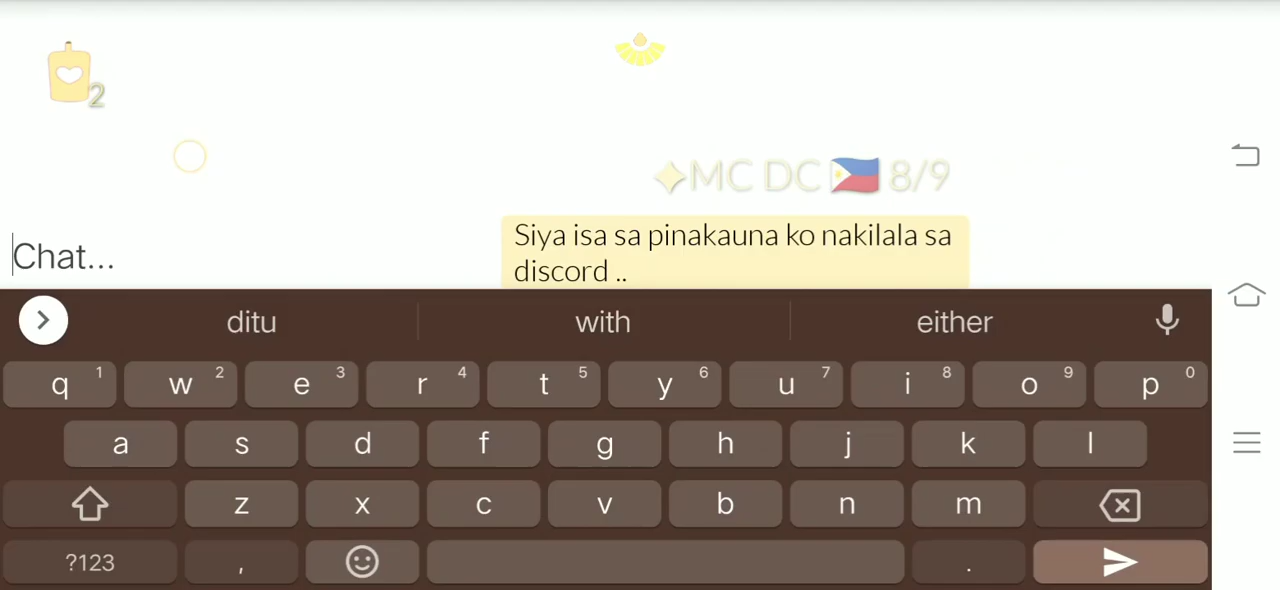 2
✦MC DC 🇵🇭 8/9
Siya isa sa pinakauna ko nakilala sa
discord ..
Chat...
ditu with either
q 1 w 2 e 3 r 4 t 5 y 6 u 7 i 8 o 9 p 0
a s d f g h j k l
z x c v b n m
?123 , .